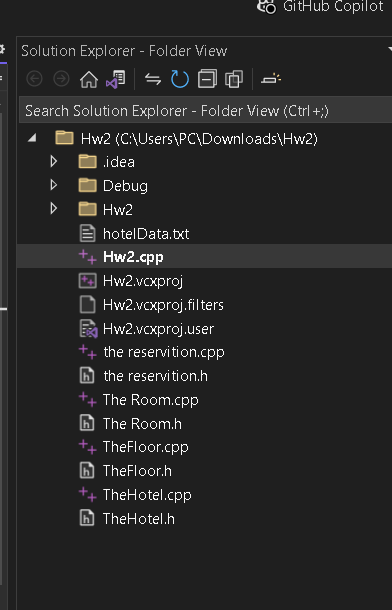 GitHub Copilot
Solution Explorer - Folder View
Search Solution Explorer - Folder View (Ctrl+;)
Hw2 (C:\Users\PC\Downloads\Hw2)
.idea
Debug
Hw2
hotelData.txt
Hw2.cpp
Hw2.vcxproj
Hw2.vcxproj.filters
Hw2.vcxproj.user
the reservition.cpp
the reservition.h
The Room.cpp
The Room.h
TheFloor.cpp
TheFloor.h
TheHotel.cpp
TheHotel.h